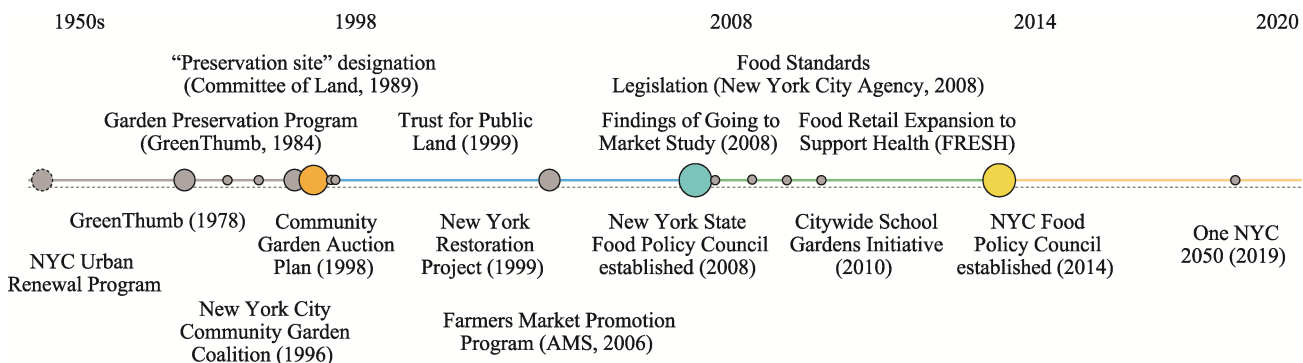 1950s
1998
2008
2014
2020
“Preservation site” designation
(Committee of Land, 1989)
Food Standards
Legislation (New York City Agency, 2008)
Garden Preservation Program
(GreenThumb, 1984)
Trust for Public
Land (1999)
Findings of Going to
Market Study (2008)
Food Retail Expansion to
Support Health (FRESH)
GreenThumb (1978)
Community
Garden Auction
Plan (1998)
New York
Restoration
Project (1999)
New York State
Food Policy Council
established (2008)
Citywide School
Gardens Initiative
(2010)
NYC Food
Policy Council
established (2014)
One NYC
2050 (2019)
NYC Urban
Renewal Program
New York City
Community Garden
Coalition (1996)
Farmers Market Promotion
Program (AMS, 2006)